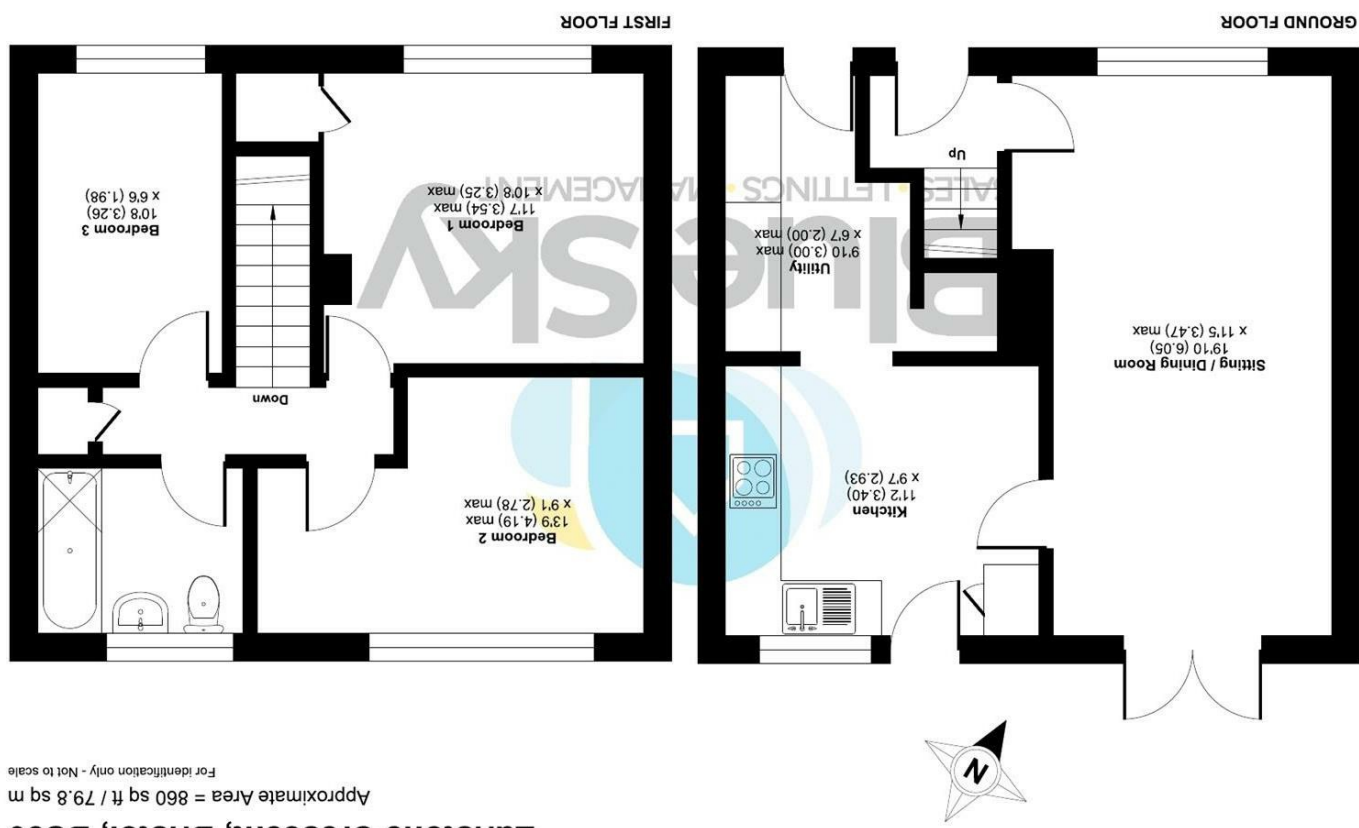 Crescent, Bristol, BS30
Approximate Area = 860 sq ft / 79.8 sq m
For identification only - Not to scale
N
Kitchen
11'2 (3.40)
x 9'7 (2.93)
Sitting / Dining Room
19'10 (6.05)
x 11'5 (3.47) max
Utility
9'10 (3.00) max
x 6'7 (2.00) max
Up
GROUND FLOOR
Bedroom 2
13'9 (4.19) max
x 9'1 (2.78) max
Down
Bedroom 1
11'7 (3.54) max
x 10'8 (3.25) max
Bedroom 3
10'8 (3.26)
x 6'6 (1.98)
FIRST FLOOR
BlueSky
SALES • LETTINGS • MANAGEMENT